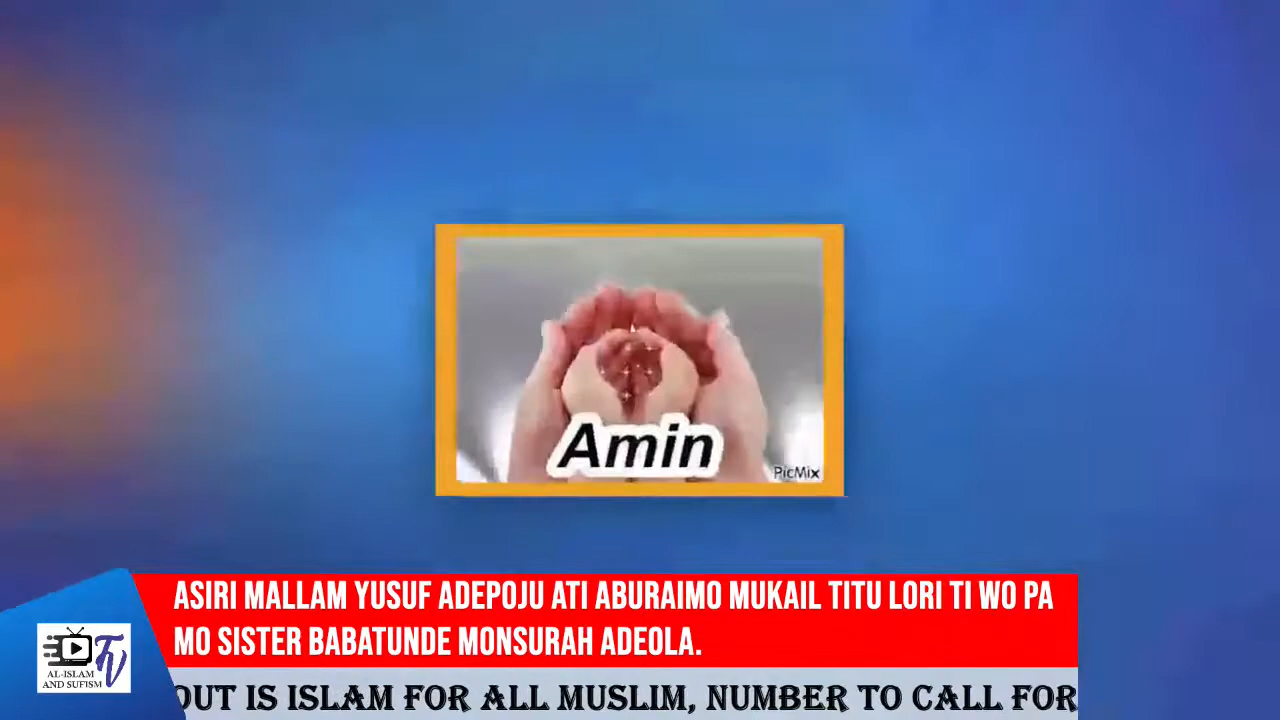 Amin
PicMix
ASIRI MALLAM YUSUF ADEPOJU ATI ABURAIMO MUKAIL TITU LORI TI WO PA
MO SISTER BABATUNDE MONSURAH ADEOLA.
TV
AL-ISLAM
AND SUFISM
OUT IS ISLAM FOR ALL MUSLIM, NUMBER TO CALL FOR